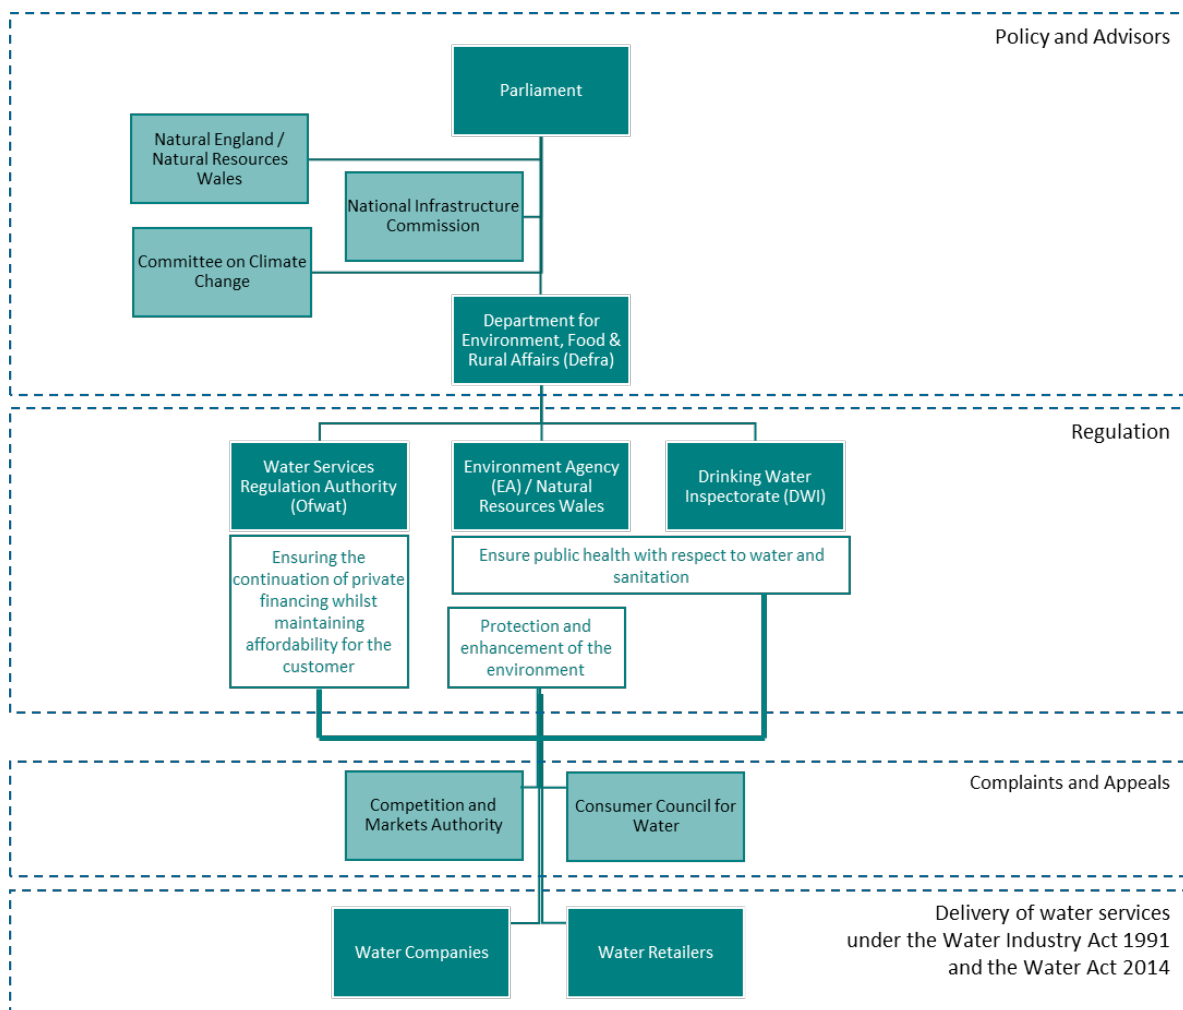 Policy and Advisors
Parliament
Natural England /
Natural Resources
Wales
National Infrastructure
Commission
Committee on Climate
Change
Department for
Environment, Food &
Rural Affairs (Defra)
Regulation
Water Services
Regulation Authority
(Ofwat)
Environment Agency
(EA) / Natural
Resources Wales
Drinking Water
Inspectorate (DWI)
Ensuring the
continuation of private
financing whilst
maintaining
affordability for the
customer
Ensure public health with respect to water and
sanitation
Protection and
enhancement of the
environment
Complaints and Appeals
Competition and
Markets Authority
Consumer Council for
Water
Delivery of water services
under the Water Industry Act 1991
and the Water Act 2014
Water Companies
Water Retailers